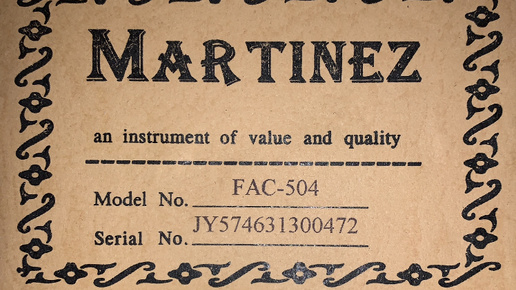 MARTINEZ
an instrument of value and quality
Model No. FAC-504
Serial No. JY574631300472